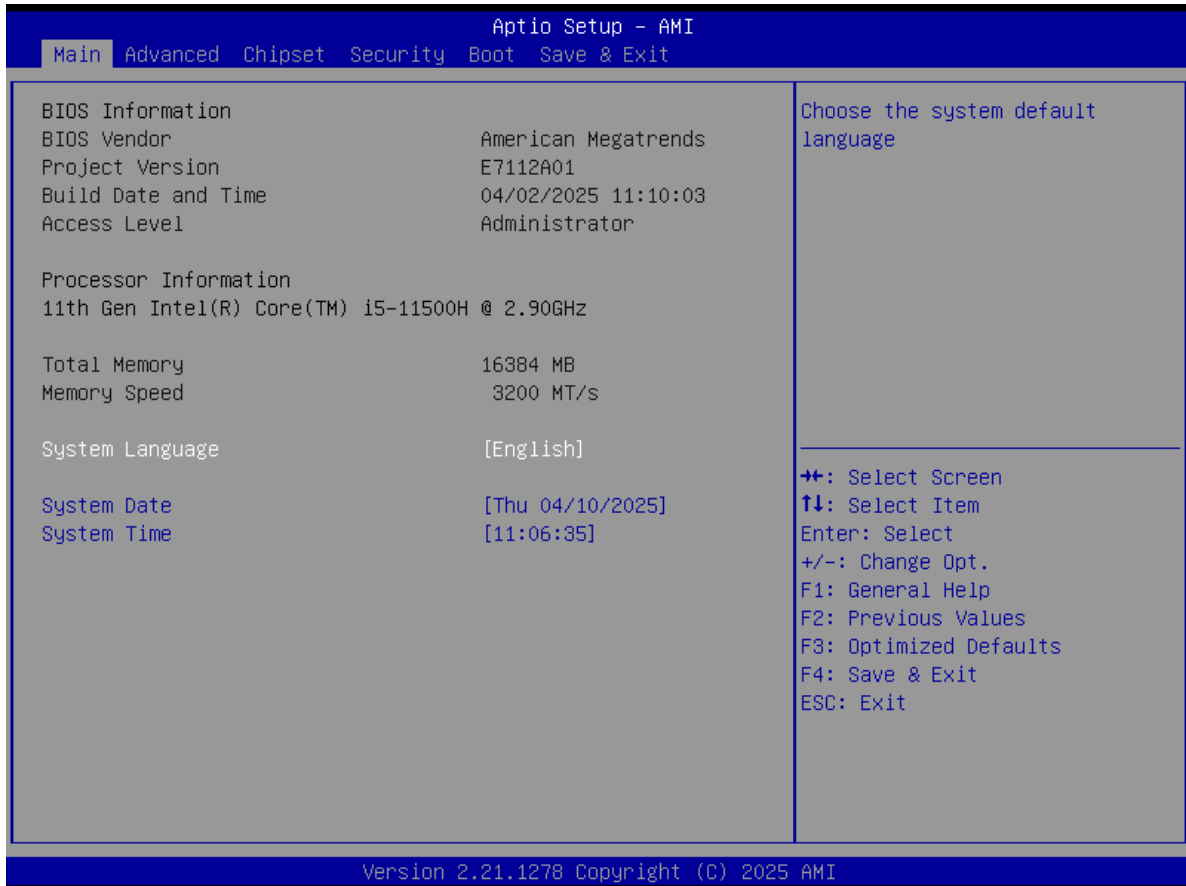 Aptio Setup – AMI
Main Advanced Chipset Security Boot Save & Exit
BIOS Information
BIOS Vendor American Megatrends
Project Version E7112A01
Build Date and Time 04/02/2025 11:10:03
Access Level Administrator
Processor Information
11th Gen Intel(R) Core(TM) i5-11500H @ 2.90GHz
Total Memory 16384 MB
Memory Speed 3200 MT/s
System Language [English]
System Date [Thu 04/10/2025]
System Time [11:06:35]
Choose the system default
language
→←: Select Screen
↑↓: Select Item
Enter: Select
+/-: Change Opt.
F1: General Help
F2: Previous Values
F3: Optimized Defaults
F4: Save & Exit
ESC: Exit
Version 2.21.1278 Copyright (C) 2025 AMI